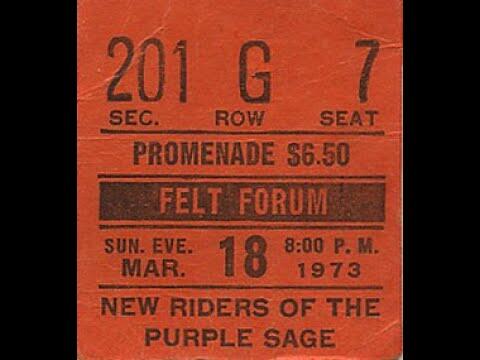 201 G 7
SEC. ROW SEAT
PROMENADE $6.50
FELT FORUM
SUN. EVE. 18 8:00 P. M.
MAR. 1973
NEW RIDERS OF THE
PURPLE SAGE